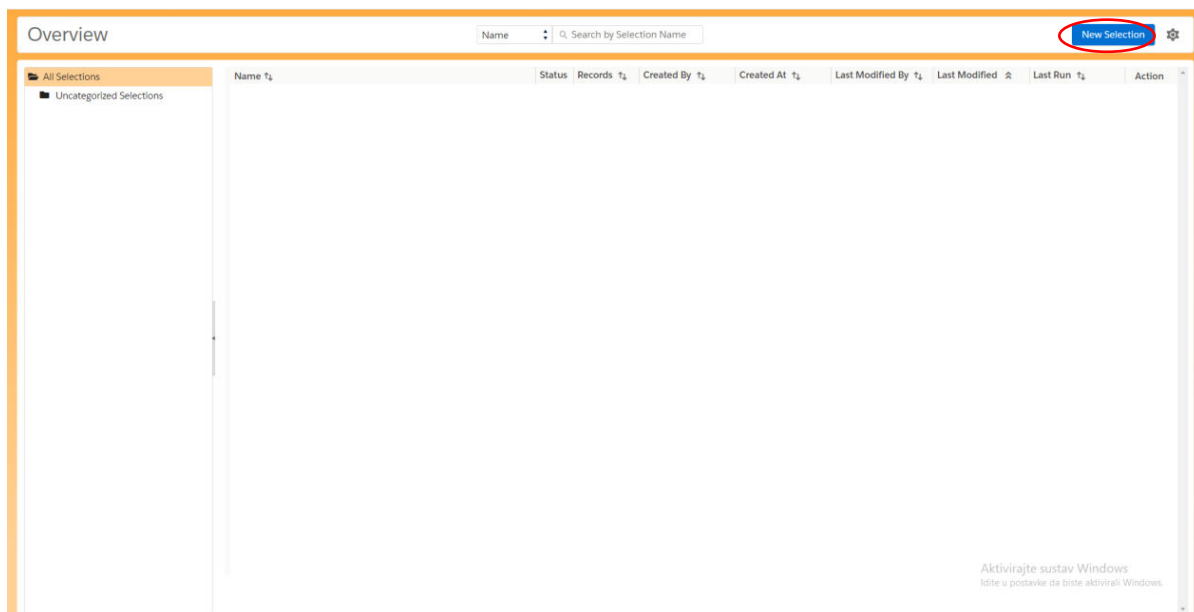 Overview
Name
Search by Selection Name
New Selection
All Selections
Uncategorized Selections
Name Status Records Created By Created At Last Modified By Last Modified Last Run Action
Aktivirajte sustav Windows
Idite u postavke da biste aktivirali Windows.